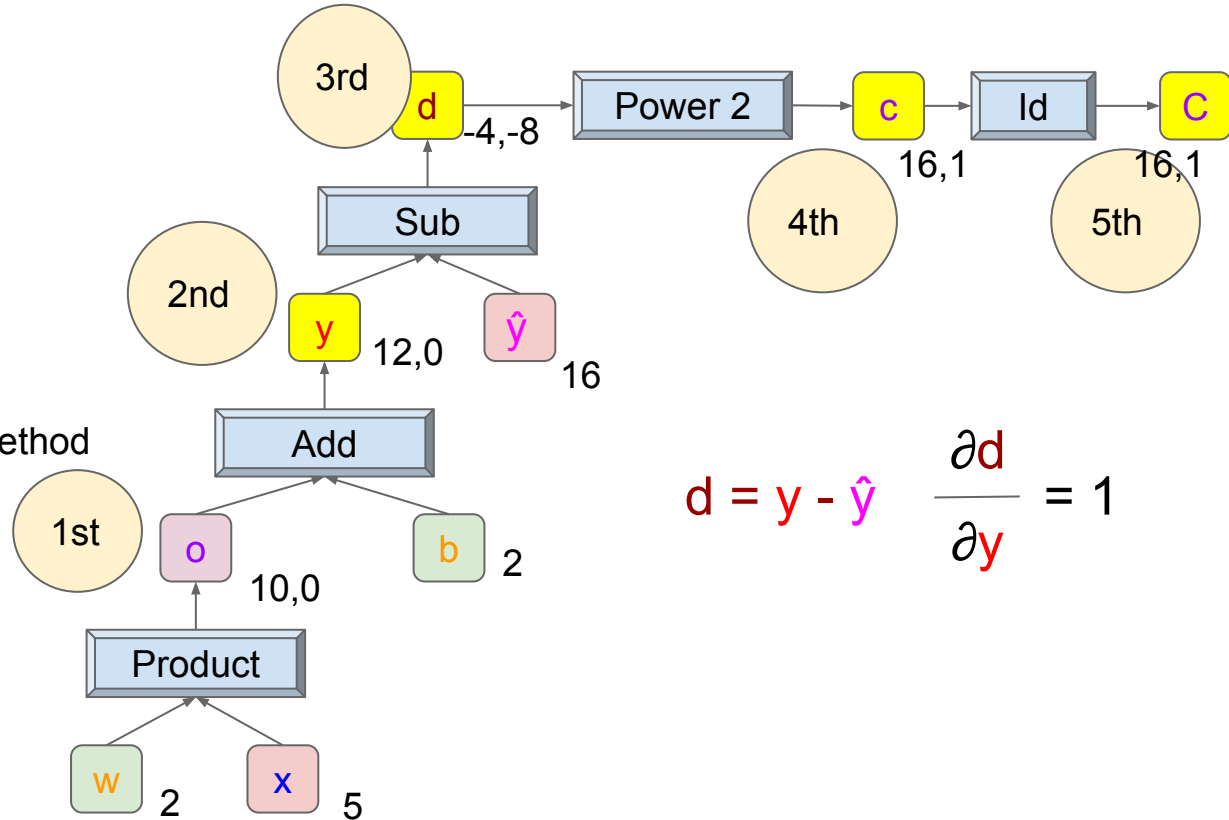 3rd
d
Power 2
c
Id
C
-4,-8
16,1
16,1
Sub
4th
5th
2nd
y
ŷ
12,0
16
ethod
Add
d = y - ŷ ∂d/∂y = 1
1st
o
b
10,0
2
Product
w
x
2
5